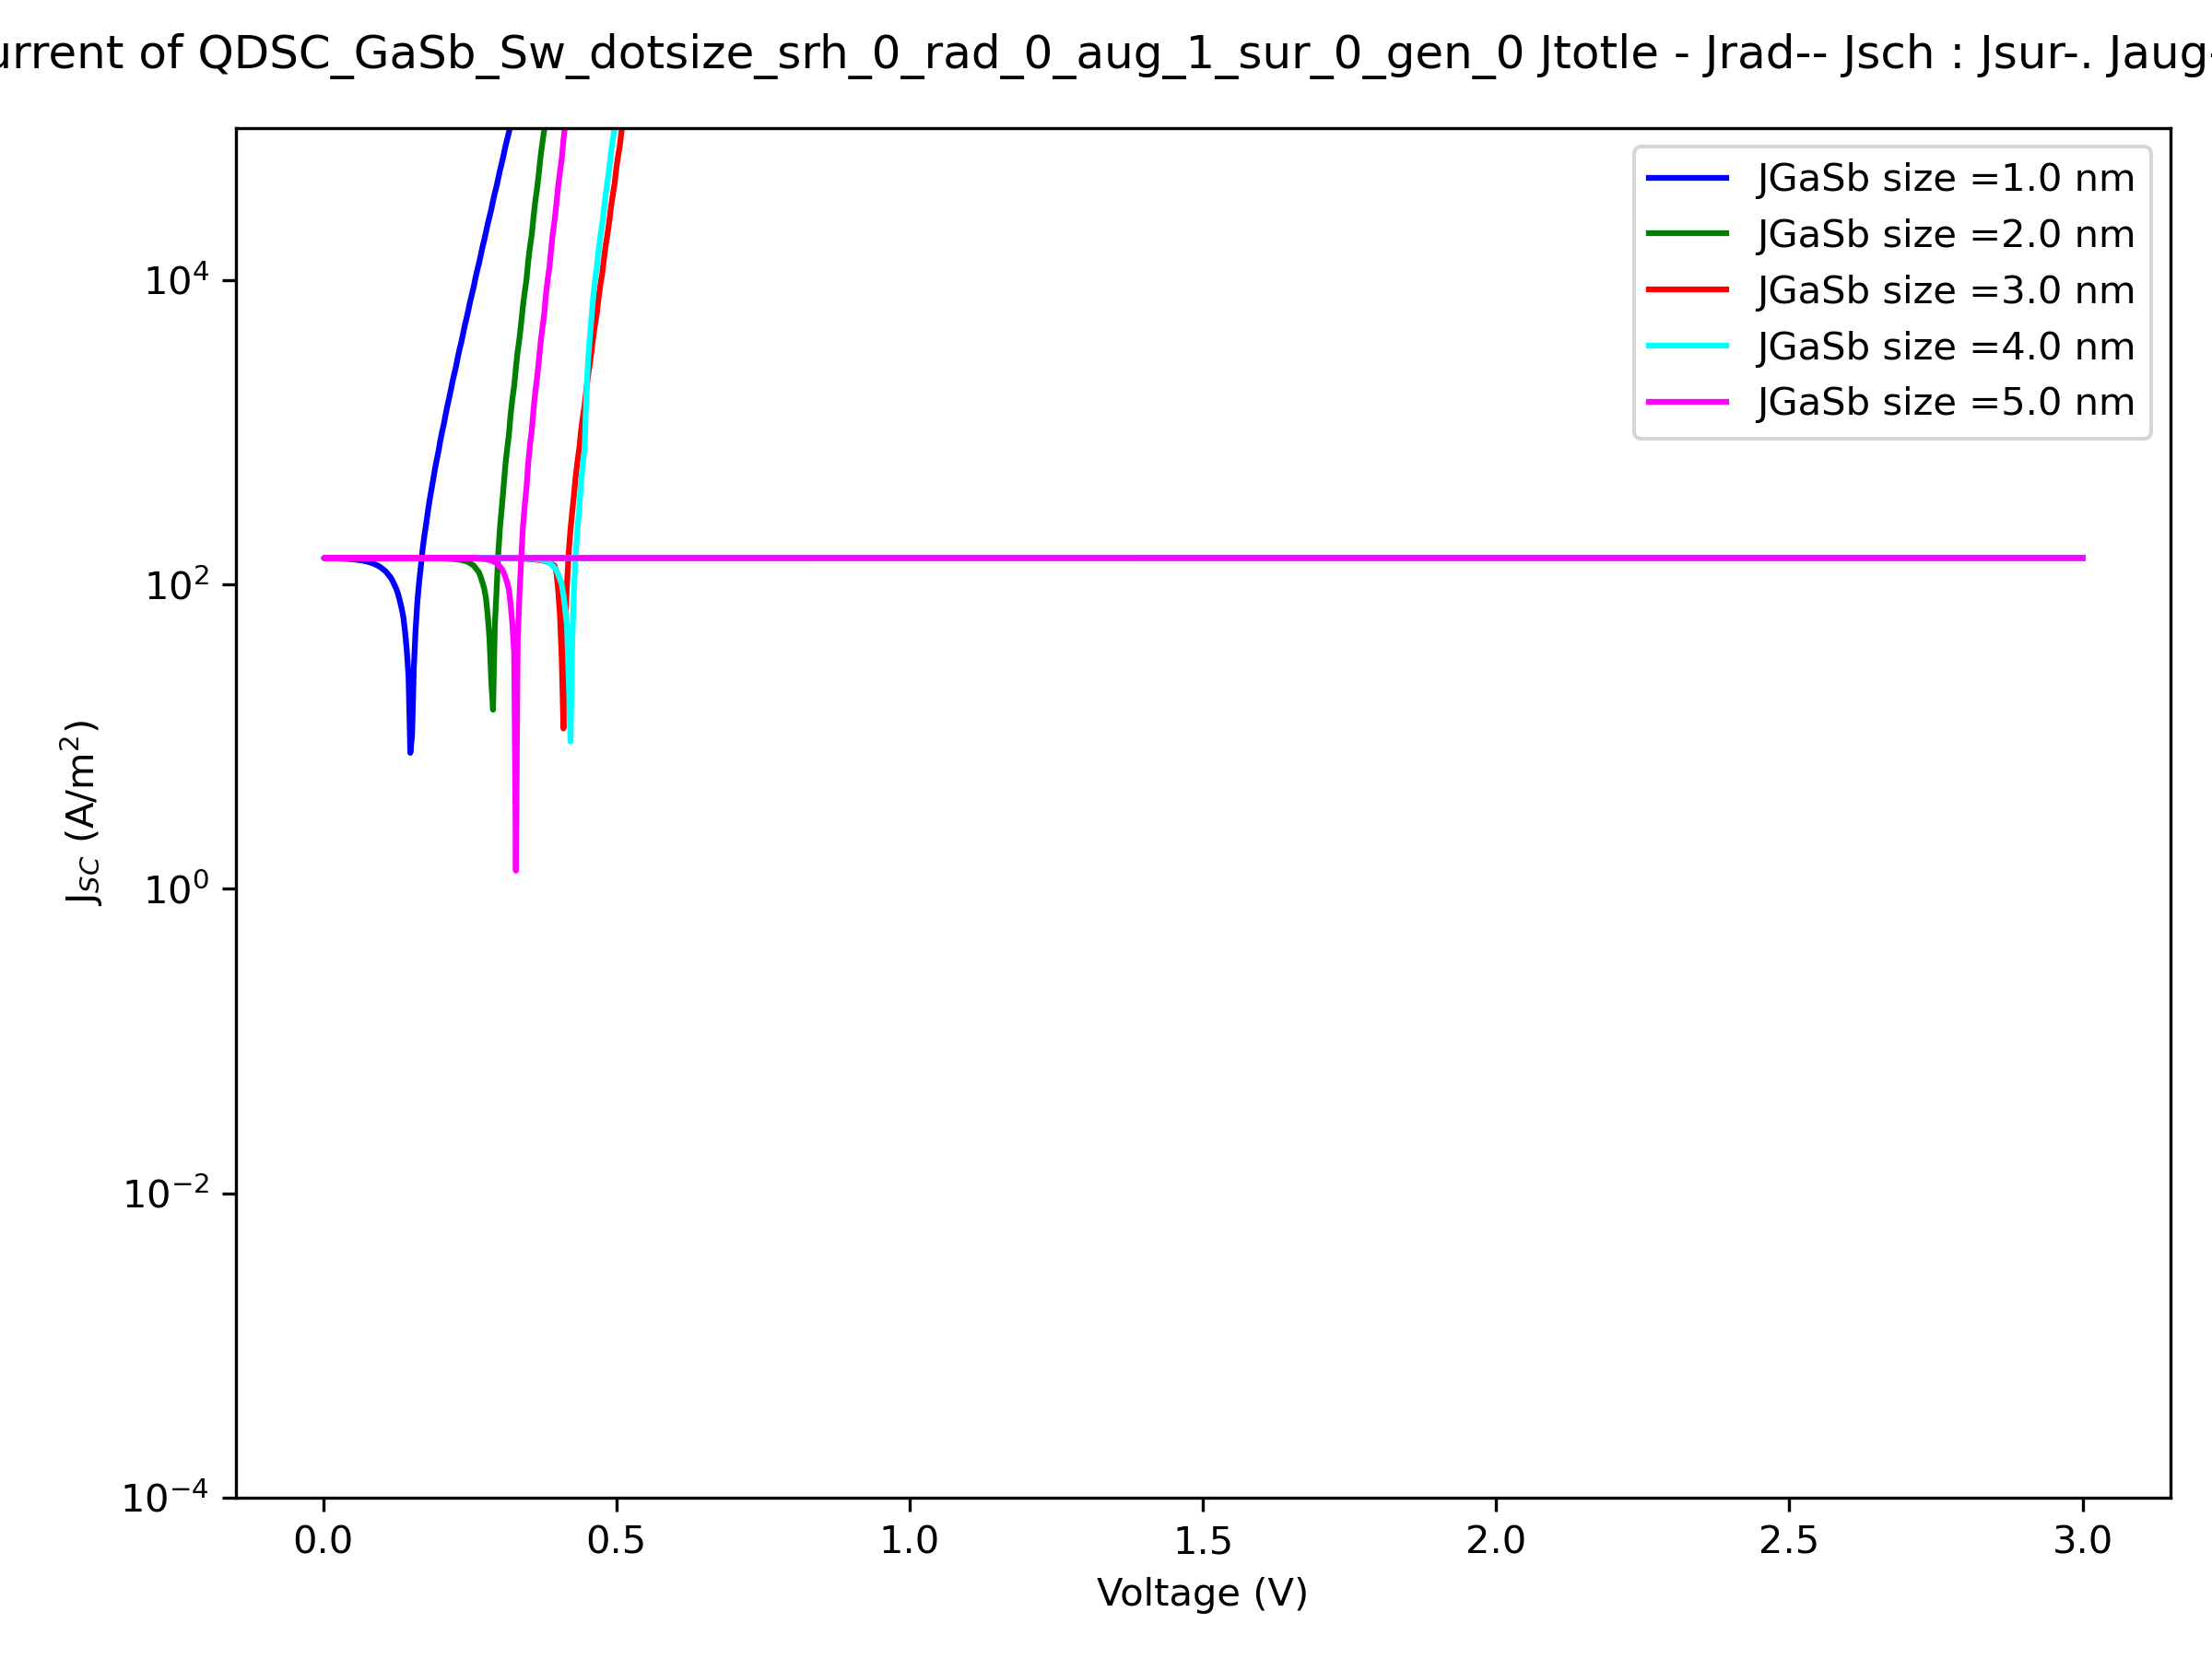 urrent of QDSC_GaSb_Sw_dotsize_srh_0_rad_0_aug_1_sur_0_gen_0 Jtotle - Jrad-- Jsch : Jsur-. Jaug-
JGaSb size =1.0 nm
JGaSb size =2.0 nm
JGaSb size =3.0 nm
JGaSb size =4.0 nm
JGaSb size =5.0 nm
10⁴
10²
10⁰
10⁻²
10⁻⁴
J_SC (A/m²)
0.0 0.5 1.0 1.5 2.0 2.5 3.0
Voltage (V)